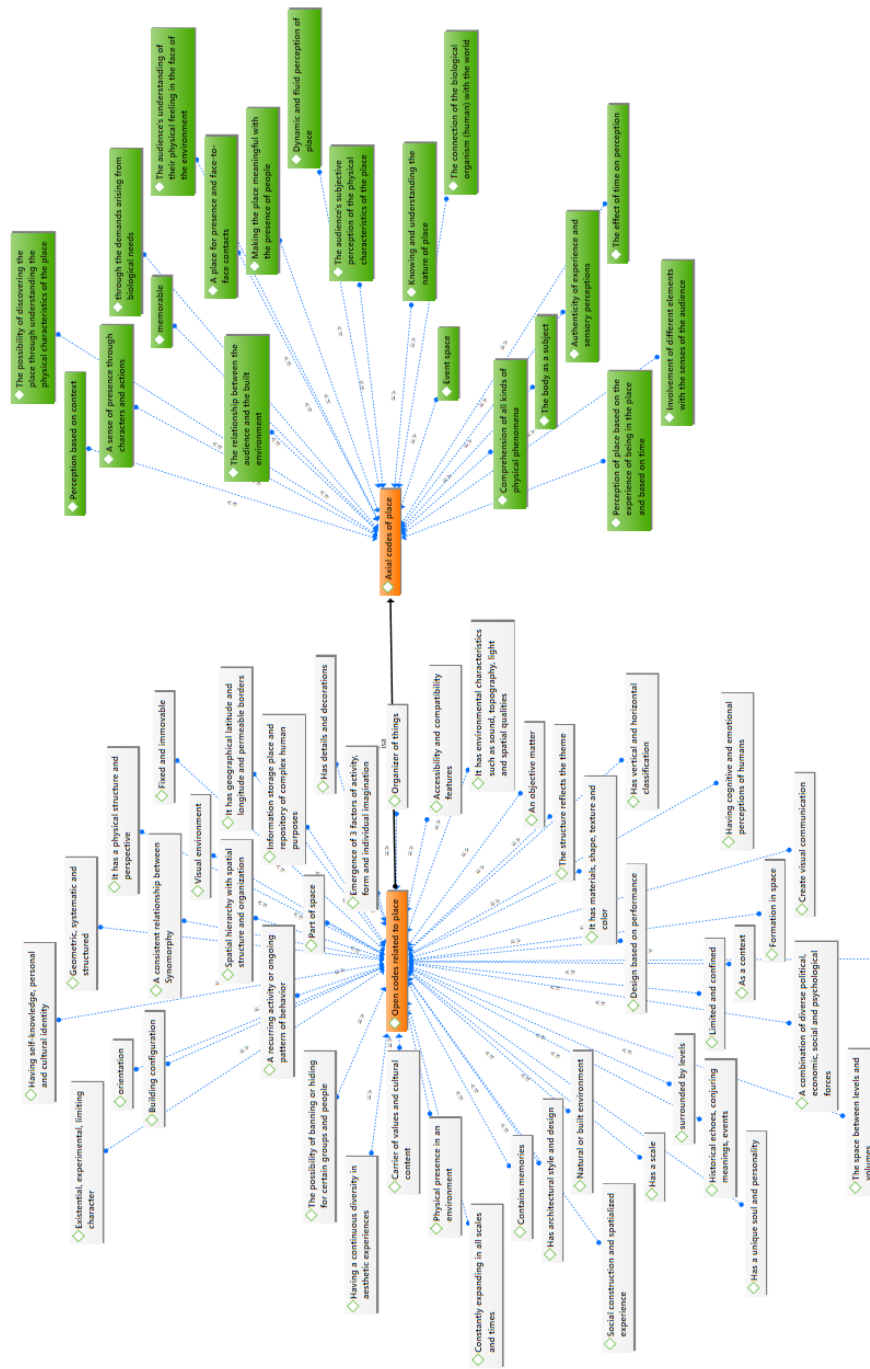 The possibility of discovering the
place through understanding the
physical characteristics of the place
Perception based on context
A sense of presence through
characters and actions
through the demands arising from
biological needs
memorable
The audience's understanding of
their physical feeling in the face of
the environment
A place for presence and face-to-
face contacts
Making the place meaningful with
the presence of people
The relationship between the
audience and the built
environment
Dynamic and fluid perception of
place
The audience's subjective
perception of the physical
characteristics of the place
Knowing and understanding the
nature of place
The connection of the biological
organism (human) with the world
Event space
Comprehension of all kinds of
physical phenomena
The body as a subject
Authenticity of experience and
sensory perceptions
The effect of time on perception
Perception of place based on the
experience of being in the place
and based on time
Involvement of different elements
with the senses of the audience
Axial codes of place
isa
Open codes related to place
Having self-knowledge, personal
and cultural identity
Geometric, systematic and
structured
It has a physical structure and
perspective
Fixed and immovable
A consistent relationship between
Synomorphy
Visual environment
It has geographical latitude and
longitude and permeable borders
Spatial hierarchy with spatial
structure and organization
Information storage place and
repository of complex human
purposes
Has details and decorations
Part of space
Emergence of 3 factors of activity,
form and individual imagination
Organizer of things
Accessibility and compatibility
features
It has environmental characteristics
such as sound, topography, light
and spatial qualities
An objective matter
The structure reflects the theme
It has materials, shape, texture and
color
Has vertical and horizontal
classification
Design based on performance
Having cognitive and emotional
perceptions of humans
Limited and confined
As a context
Formation in space
Create visual communication
A combination of diverse political,
economic, social and psychological
forces
Existential, experimental, limiting
character
orientation
Building configuration
A recurring activity or ongoing
pattern of behavior
The possibility of banning or hiding
for certain groups and people
Having a continuous diversity in
aesthetic experiences
Carrier of values and cultural
content
Physical presence in an
environment
Constantly expanding in all scales
and times
Contains memories
Has architectural style and design
Natural or built environment
Social construction and spatialized
experience
Has a scale
surrounded by levels
Historical echoes, conjuring
meanings, events
Has a unique soul and personality
The space between levels and
volumes